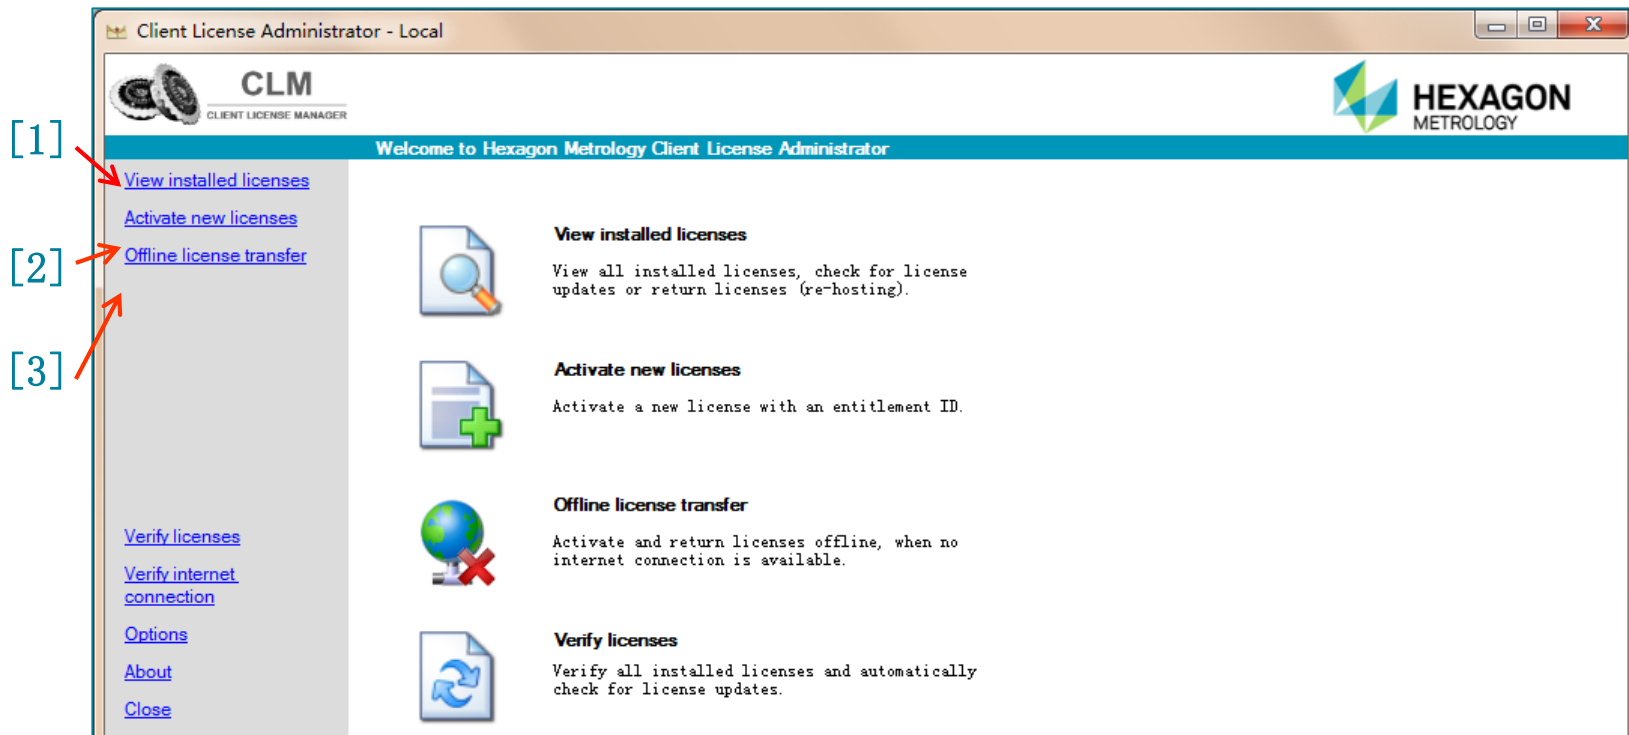 Client License Administrator - Local
CLM
CLIENT LICENSE MANAGER
HEXAGON
METROLOGY
Welcome to Hexagon Metrology Client License Administrator
[1]
[2]
[3]
View installed licenses
Activate new licenses
Offline license transfer
Verify licenses
Verify internet
connection
Options
About
Close
View installed licenses
View all installed licenses, check for license
updates or return licenses (re-hosting).
Activate new licenses
Activate a new license with an entitlement ID.
Offline license transfer
Activate and return licenses offline, when no
internet connection is available.
Verify licenses
Verify all installed licenses and automatically
check for license updates.